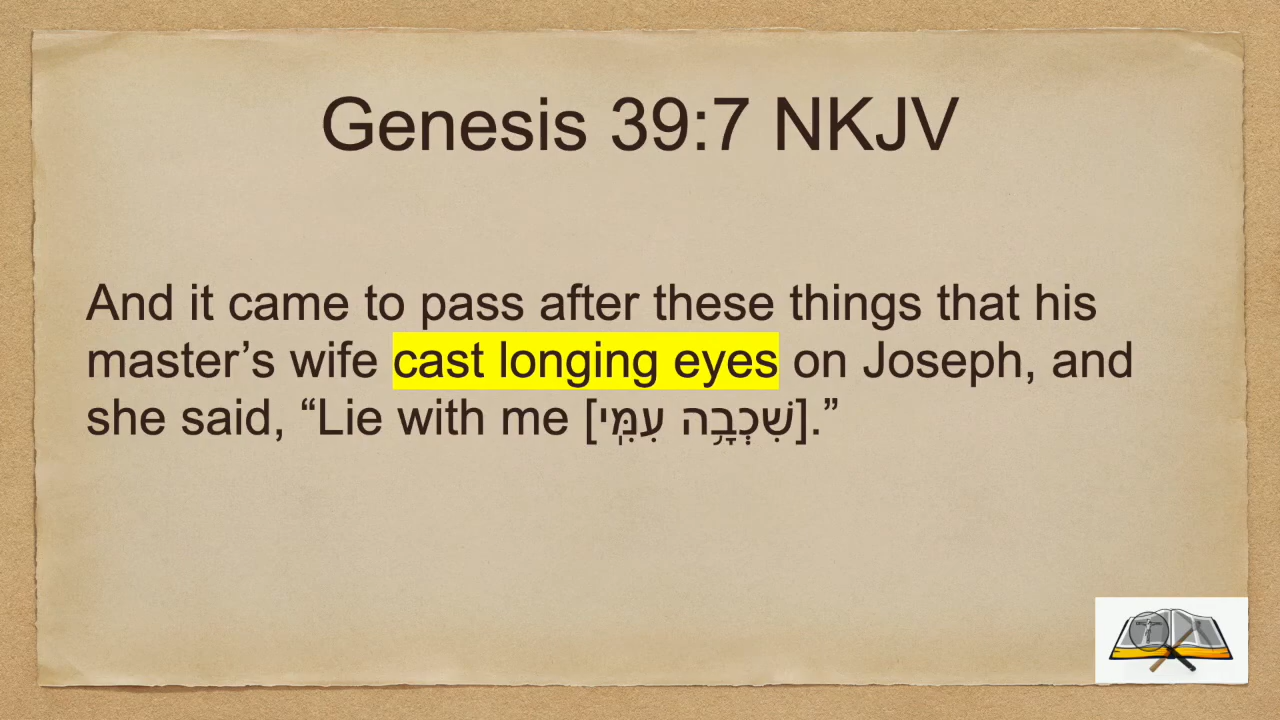 Genesis 39:7 NKJV
And it came to pass after these things that his
master’s wife cast longing eyes on Joseph, and
she said, “Lie with me [שִׁכְבָ֥ה עִמִּֽי].”